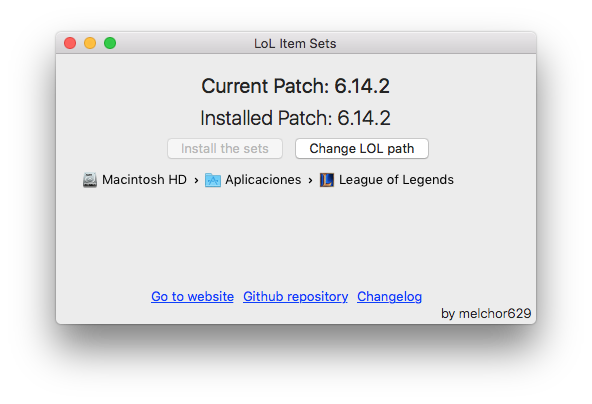 LoL Item Sets
Current Patch: 6.14.2
Installed Patch: 6.14.2
Install the sets Change LOL path
Macintosh HD › Aplicaciones › League of Legends
Go to website Github repository Changelog
by melchor629